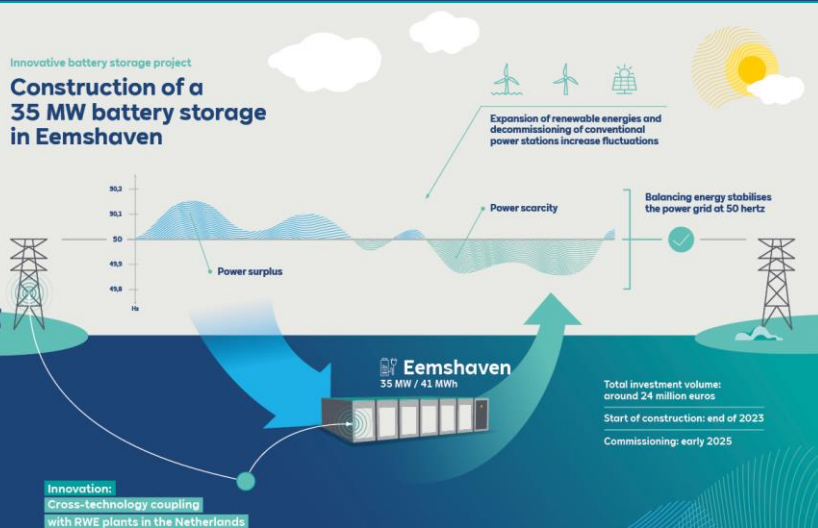 Innovative battery storage project
Construction of a
35 MW battery storage
in Eemshaven
Expansion of renewable energies and
decommissioning of conventional
power stations increase fluctuations
50,2
50,1
50
49,9
49,8
Hz
Power surplus
Power scarcity
Balancing energy stabilises
the power grid at 50 hertz
Eemshaven
35 MW / 41 MWh
Total investment volume:
around 24 million euros
Start of construction: end of 2023
Commissioning: early 2025
Innovation:
Cross-technology coupling
with RWE plants in the Netherlands